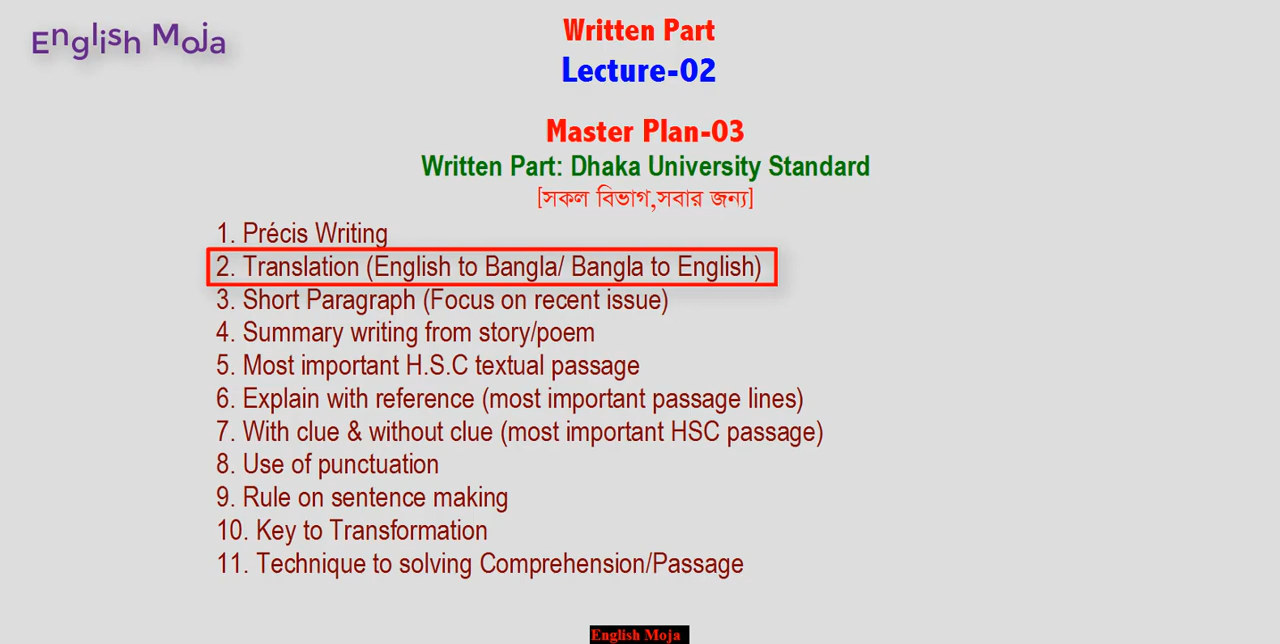 English Moja
Written Part
Lecture-02
Master Plan-03
Written Part: Dhaka University Standard
[সকল বিভাগ,সবার জন্য]
1. Précis Writing
2. Translation (English to Bangla/ Bangla to English)
3. Short Paragraph (Focus on recent issue)
4. Summary writing from story/poem
5. Most important H.S.C textual passage
6. Explain with reference (most important passage lines)
7. With clue & without clue (most important HSC passage)
8. Use of punctuation
9. Rule on sentence making
10. Key to Transformation
11. Technique to solving Comprehension/Passage
English Moja